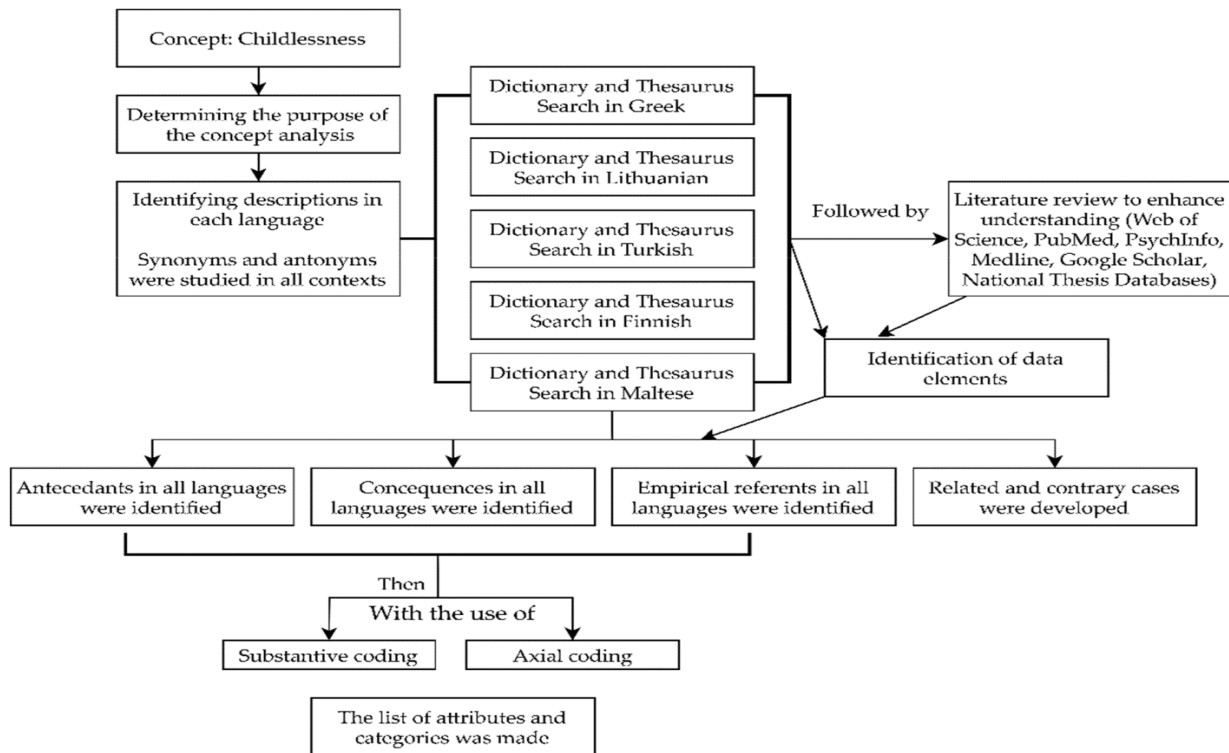 Concept: Childlessness
Determining the purpose of
the concept analysis
Identifying descriptions in
each language
Synonyms and antonyms
were studied in all contexts
Dictionary and Thesaurus
Search in Greek
Dictionary and Thesaurus
Search in Lithuanian
Dictionary and Thesaurus
Search in Turkish
Dictionary and Thesaurus
Search in Finnish
Dictionary and Thesaurus
Search in Maltese
Followed by
Literature review to enhance
understanding (Web of
Science, PubMed, PsychInfo,
Medline, Google Scholar,
National Thesis Databases)
Identification of data
elements
Antecedants in all languages
were identified
Concequences in all
languages were identified
Empirical referents in all
languages were identified
Related and contrary cases
were developed
Then
With the use of
Substantive coding
Axial coding
The list of attributes and
categories was made